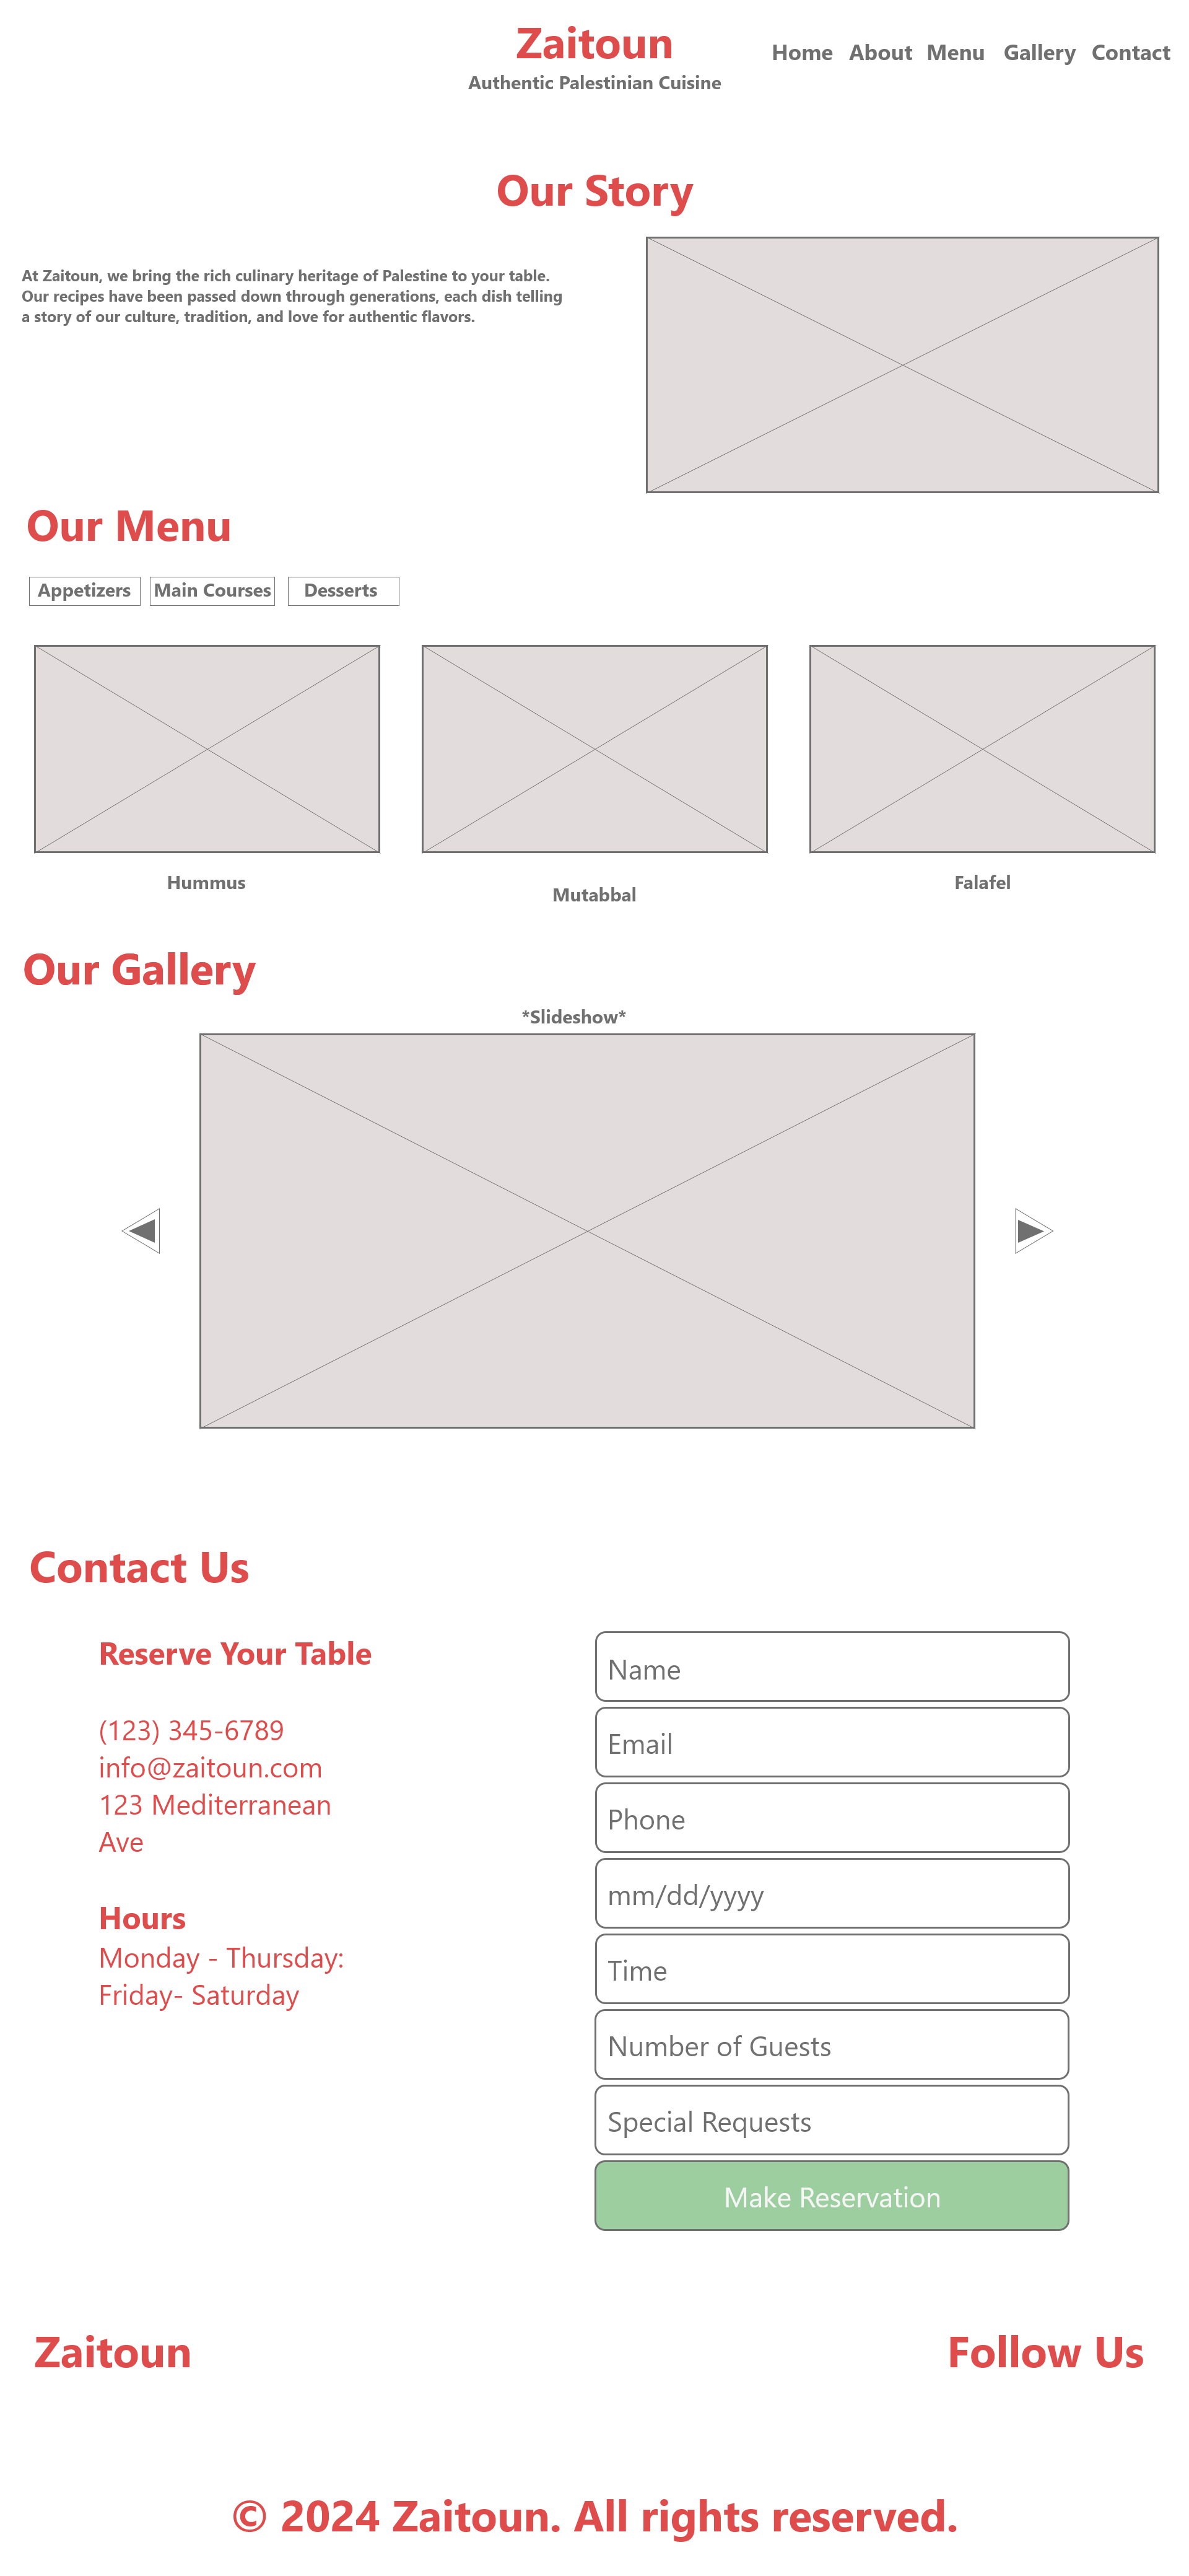 Zaitoun
Authentic Palestinian Cuisine
Home About Menu Gallery Contact
Our Story
At Zaitoun, we bring the rich culinary heritage of Palestine to your table.
Our recipes have been passed down through generations, each dish telling
a story of our culture, tradition, and love for authentic flavors.
Our Menu
Appetizers Main Courses Desserts
Hummus
Mutabbal
Falafel
Our Gallery
*Slideshow*
Contact Us
Reserve Your Table
(123) 345-6789
info@zaitoun.com
123 Mediterranean
Ave
Hours
Monday - Thursday:
Friday- Saturday
Name
Email
Phone
mm/dd/yyyy
Time
Number of Guests
Special Requests
Make Reservation
Zaitoun
Follow Us
© 2024 Zaitoun. All rights reserved.